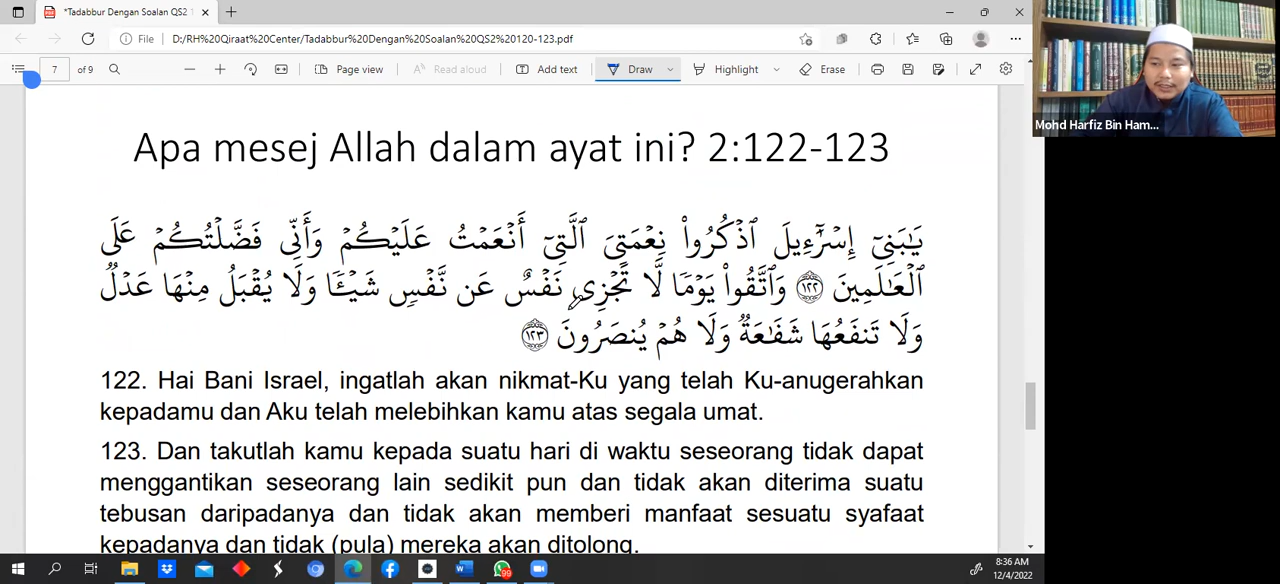 *Tadabbur Dengan Soalan QS2 1
File
D:/RH%20Qiraat%20Center/Tadabbur%20Dengan%20Soalan%20QS2%20120-123.pdf
7 of 9
Page view
Read aloud
Add text
Draw
Highlight
Erase
Mohd Harfiz Bin Ham...
Apa mesej Allah dalam ayat ini? 2:122-123
يَٰبَنِيٓ إِسۡرَٰٓءِيلَ ٱذۡكُرُواْ نِعۡمَتِيَ ٱلَّتِيٓ أَنۡعَمۡتُ عَلَيۡكُمۡ وَأَنِّي فَضَّلۡتُكُمۡ عَلَى
ٱلۡعَٰلَمِينَ ١٢٢ وَٱتَّقُواْ يَوۡمٗا لَّا تَجۡزِي نَفۡسٌ عَن نَّفۡسٖ شَيۡـٔٗا وَلَا يُقۡبَلُ مِنۡهَا عَدۡلٞ
وَلَا تَنفَعُهَا شَفَٰعَةٞ وَلَا هُمۡ يُنصَرُونَ ١٢٣
122. Hai Bani Israel, ingatlah akan nikmat-Ku yang telah Ku-anugerahkan
kepadamu dan Aku telah melebihkan kamu atas segala umat.
123. Dan takutlah kamu kepada suatu hari di waktu seseorang tidak dapat
menggantikan seseorang lain sedikit pun dan tidak akan diterima suatu
tebusan daripadanya dan tidak akan memberi manfaat sesuatu syafaat
kepadanya dan tidak (pula) mereka akan ditolong.
99
8:36 AM
12/4/2022